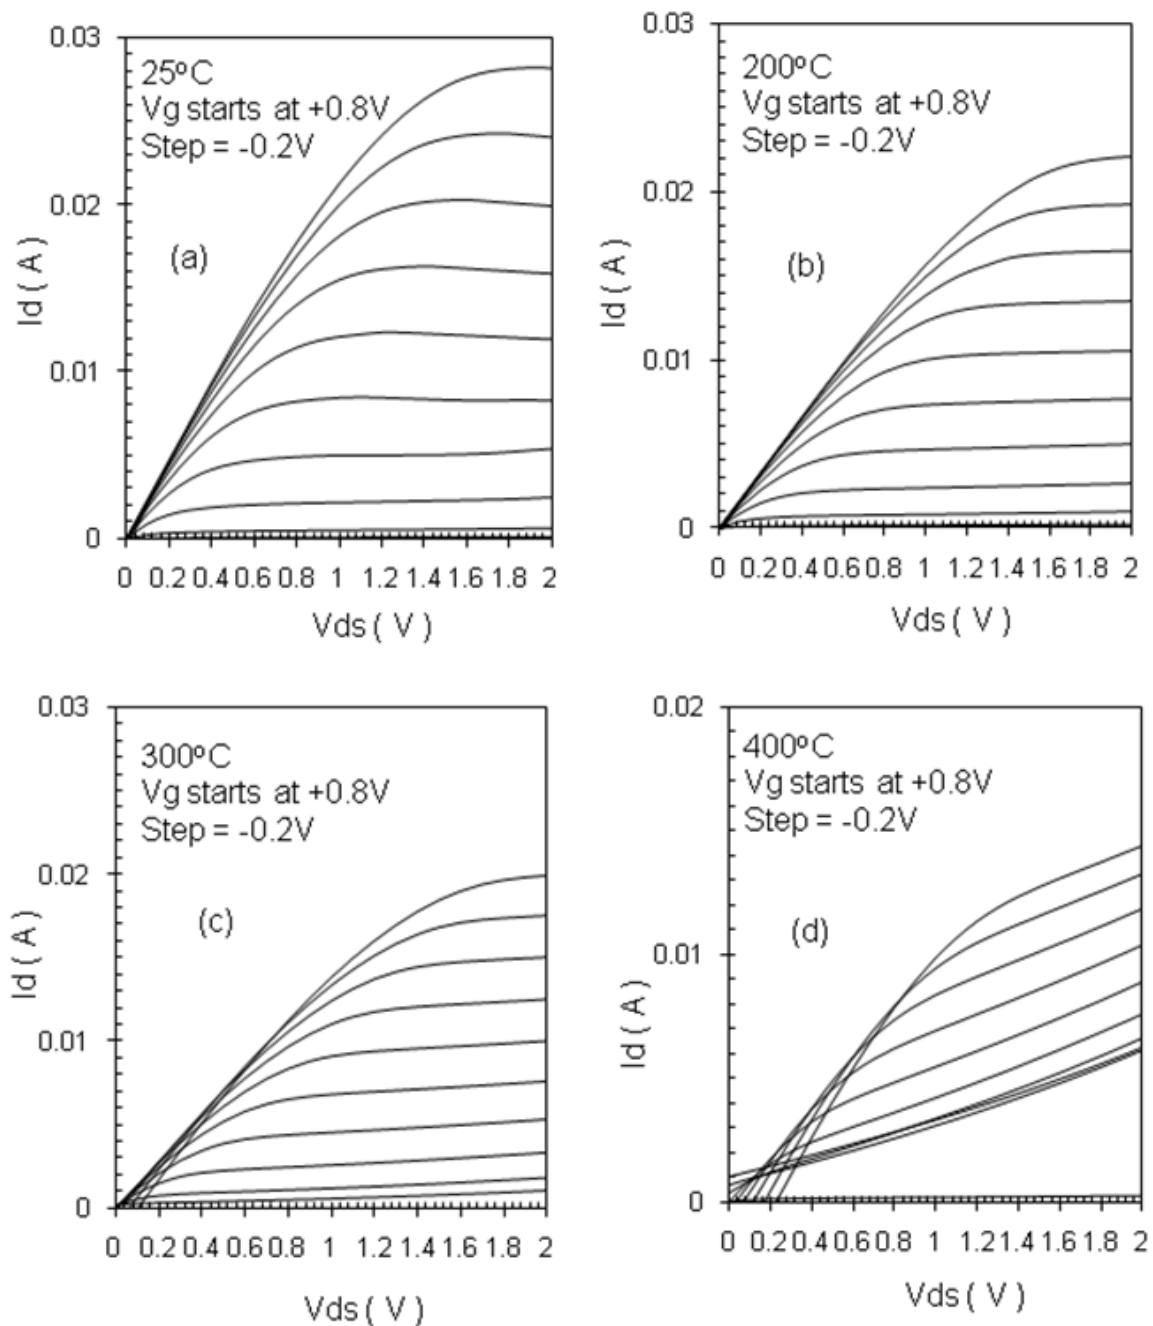 0.03
25°C
Vg starts at +0.8V
Step = -0.2V
0.02
(a)
Id ( A )
0.01
0
0 0.2 0.4 0.6 0.8 1 1.2 1.4 1.6 1.8 2
Vds ( V )
0.03
200°C
Vg starts at +0.8V
Step = -0.2V
0.02
(b)
Id ( A )
0.01
0
0 0.2 0.4 0.6 0.8 1 1.2 1.4 1.6 1.8 2
Vds ( V )
0.03
300°C
Vg starts at +0.8V
Step = -0.2V
0.02
(c)
Id ( A )
0.01
0
0 0.2 0.4 0.6 0.8 1 1.2 1.4 1.6 1.8 2
Vds ( V )
0.02
400°C
Vg starts at +0.8V
Step = -0.2V
(d)
0.01
Id ( A )
0
0 0.2 0.4 0.6 0.8 1 1.2 1.4 1.6 1.8 2
Vds ( V )